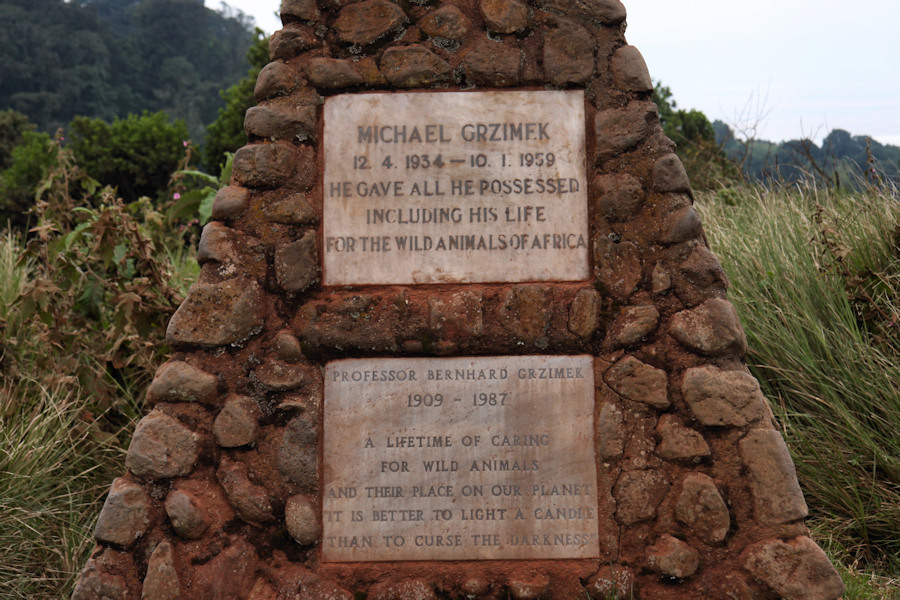 MICHAEL GRZIMEK
12. 4. 1934 – 10. 1. 1959
HE GAVE ALL HE POSSESSED
INCLUDING HIS LIFE
FOR THE WILD ANIMALS OF AFRICA
PROFESSOR BERNHARD GRZIMEK
1909 - 1987
A LIFETIME OF CARING
FOR WILD ANIMALS
AND THEIR PLACE ON OUR PLANET
"IT IS BETTER TO LIGHT A CANDLE
THAN TO CURSE THE DARKNESS"